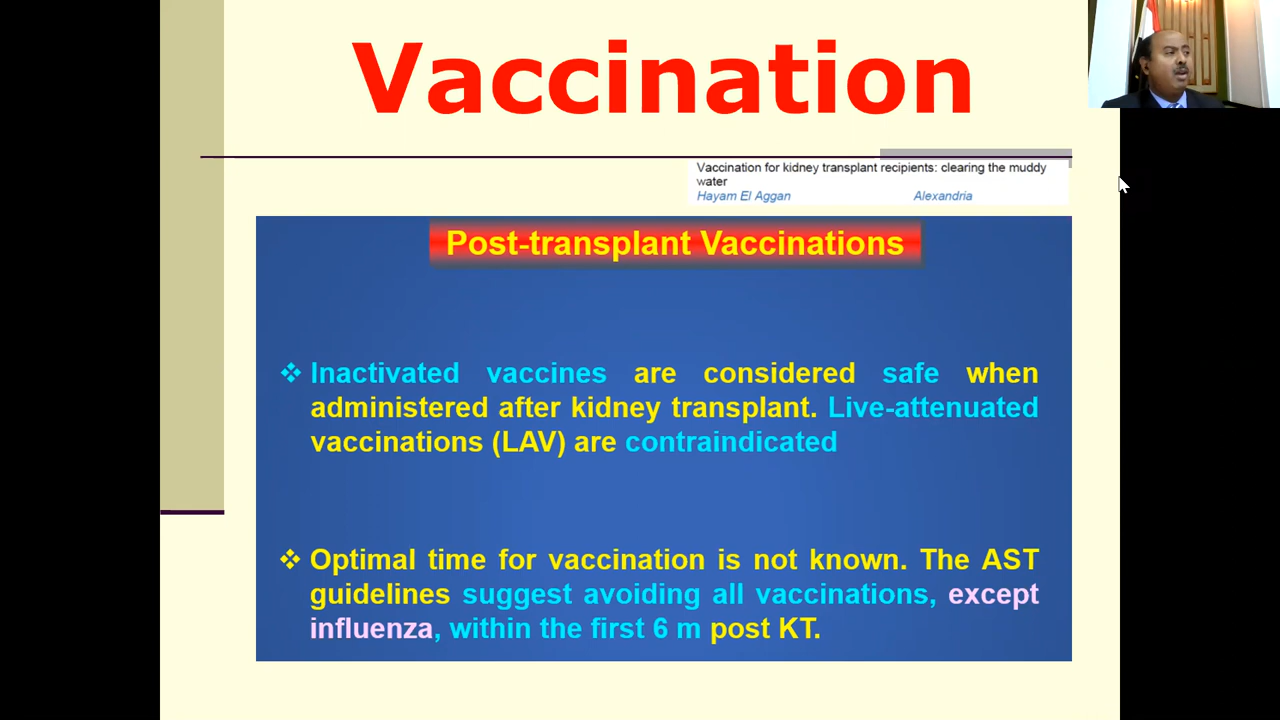 Vaccination
Vaccination for kidney transplant recipients: clearing the muddy
water
Hayam El Aggan Alexandria
Post-transplant Vaccinations
❖ Inactivated vaccines are considered safe when
administered after kidney transplant. Live-attenuated
vaccinations (LAV) are contraindicated
❖ Optimal time for vaccination is not known. The AST
guidelines suggest avoiding all vaccinations, except
influenza, within the first 6 m post KT.